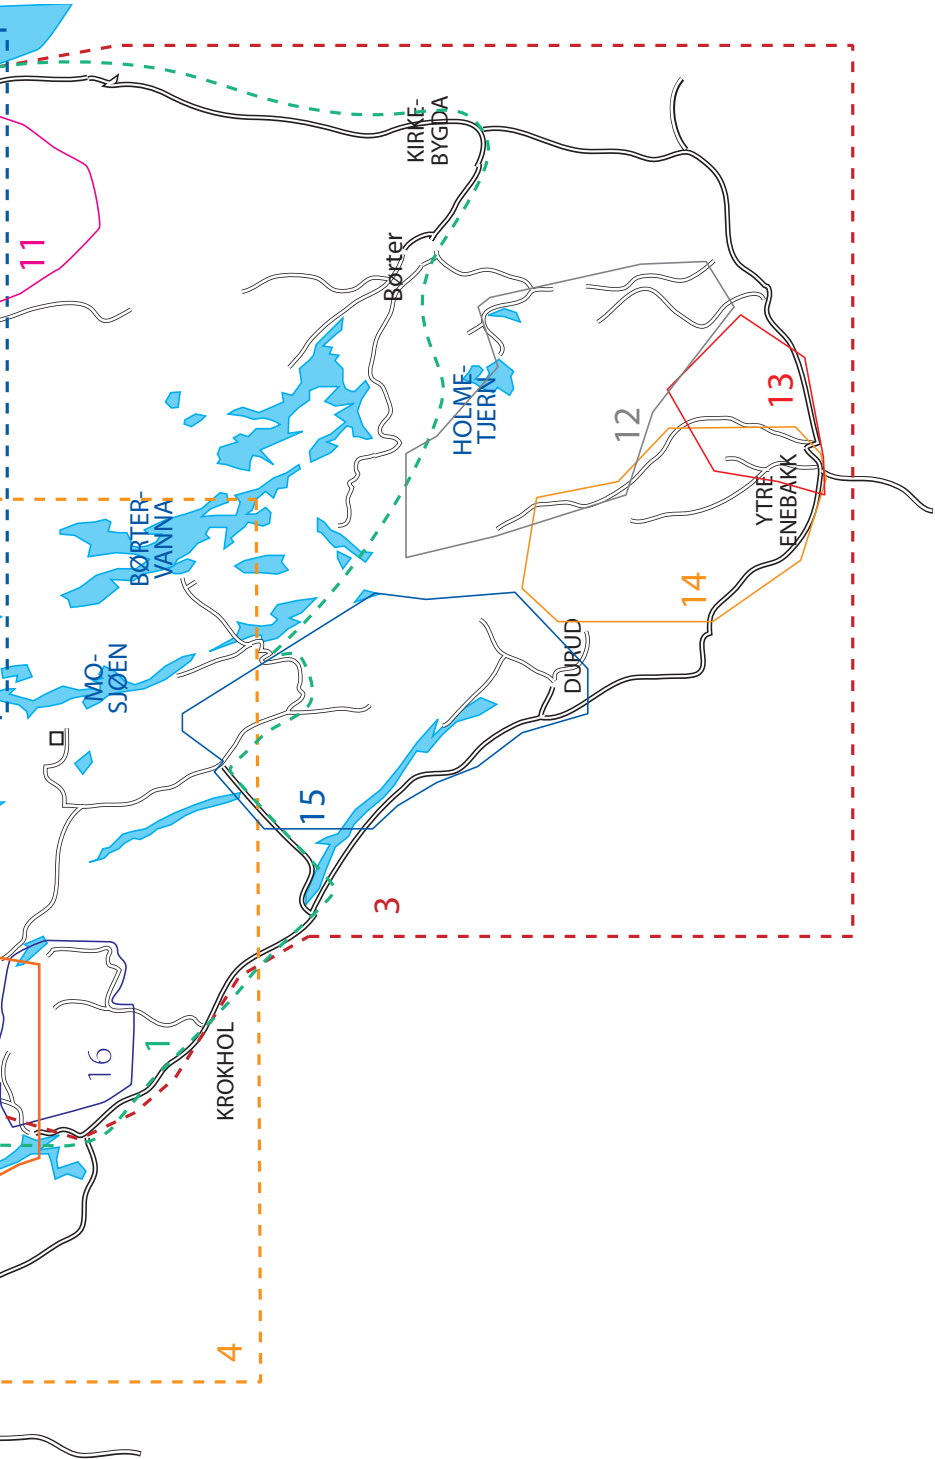 11
KIRKE-
BYGDA
Børter
HOLME-
TJERN
12
13
YTRE
ENEBAKK
14
BØRTER-
VANNA
MO-
SJØEN
DURUD
15
3
16
1
KROKHOL
4